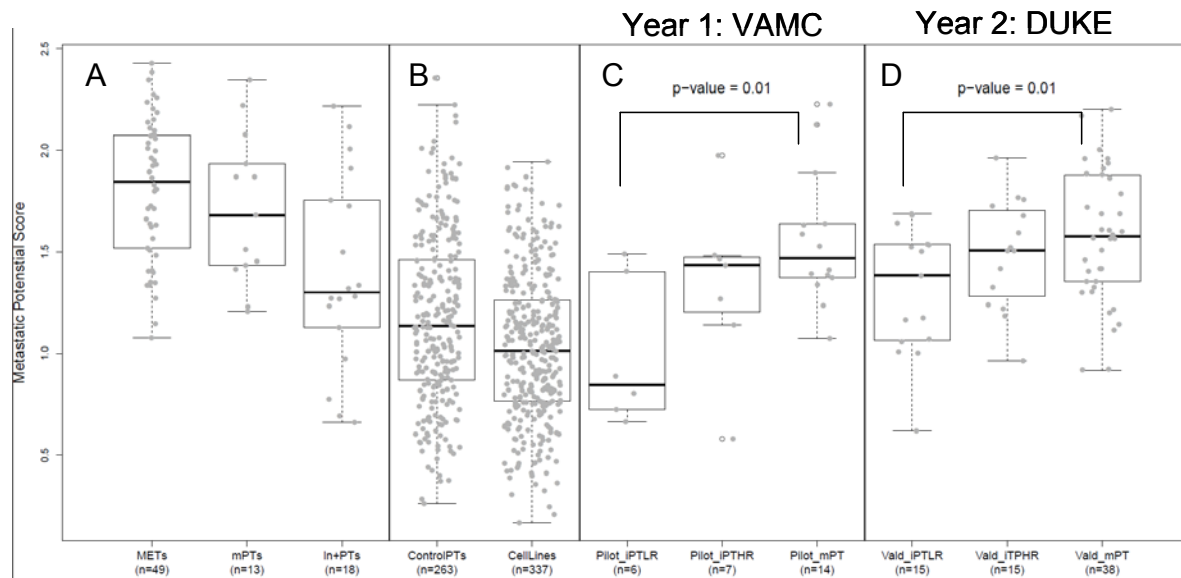 Year 1: VAMC
Year 2: DUKE
A
B
C
D
p-value = 0.01
p-value = 0.01
Metastatic Potensial Score
2.5
2.0
1.5
1.0
0.5
METs
(n=49)
mPTs
(n=13)
ln+PTs
(n=18)
ControlPTs
(n=263)
CellLines
(n=337)
Pilot_iPTLR
(n=6)
Pilot_iPTHR
(n=7)
Pilot_mPT
(n=14)
Vald_iPTLR
(n=15)
Vald_iTPHR
(n=15)
Vald_mPT
(n=38)